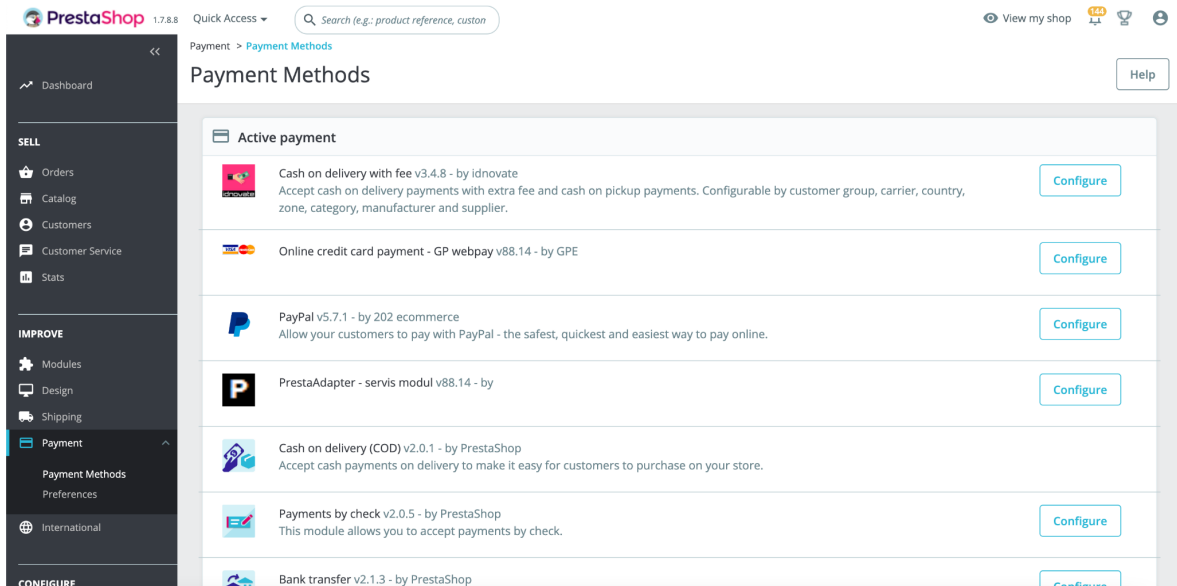 PrestaShop 1.7.8.8 Quick Access Search (e.g.: product reference, custon View my shop 144
Payment > Payment Methods
Payment Methods
Help
Dashboard
SELL
Orders
Catalog
Customers
Customer Service
Stats
IMPROVE
Modules
Design
Shipping
Payment
Payment Methods
Preferences
International
CONFIGURE
Active payment
idnovate
Cash on delivery with fee v3.4.8 - by idnovate
Accept cash on delivery payments with extra fee and cash on pickup payments. Configurable by customer group, carrier, country,
zone, category, manufacturer and supplier.
Configure
VISA
Online credit card payment - GP webpay v88.14 - by GPE
Configure
PayPal v5.7.1 - by 202 ecommerce
Allow your customers to pay with PayPal - the safest, quickest and easiest way to pay online.
Configure
P
PrestaAdapter - servis modul v88.14 - by
Configure
Cash on delivery (COD) v2.0.1 - by PrestaShop
Accept cash payments on delivery to make it easy for customers to purchase on your store.
Payments by check v2.0.5 - by PrestaShop
This module allows you to accept payments by check.
Configure
Bank transfer v2.1.3 - by PrestaShop
Configure